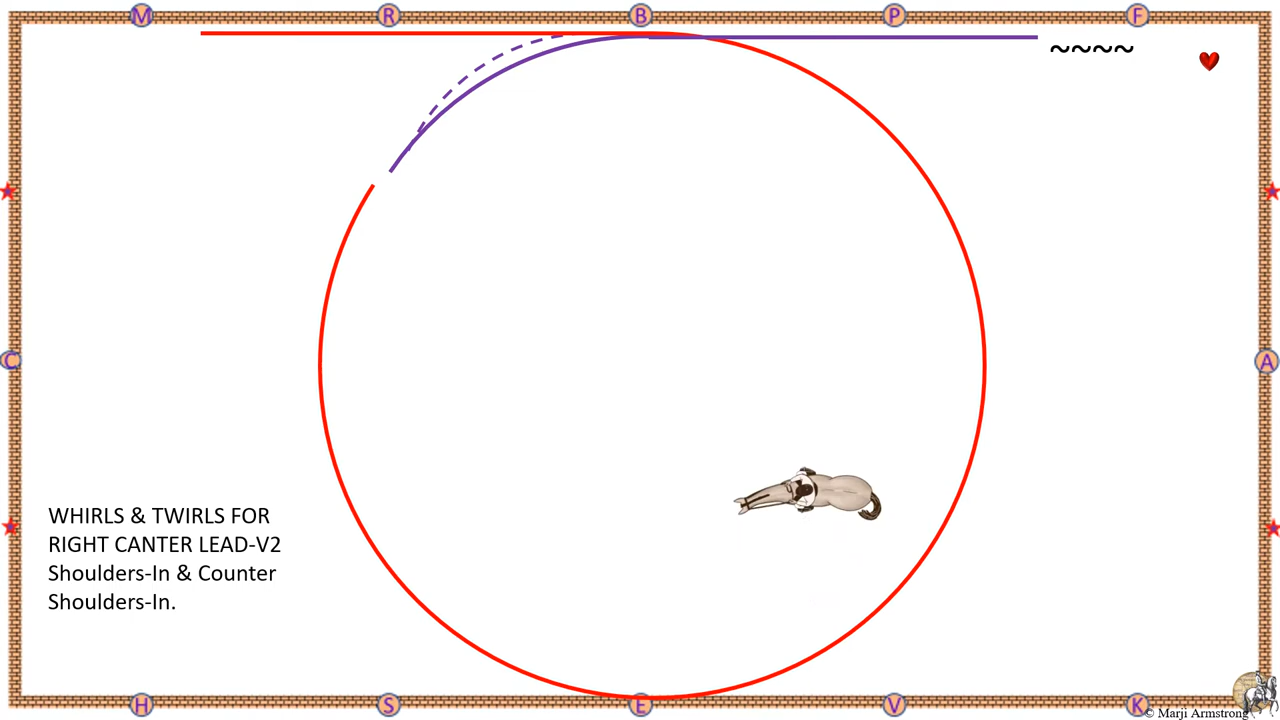 M R B P F
~~~~
C A
WHIRLS & TWIRLS FOR
RIGHT CANTER LEAD-V2
Shoulders-In & Counter
Shoulders-In.
H S E V K
© Marji Armstrong